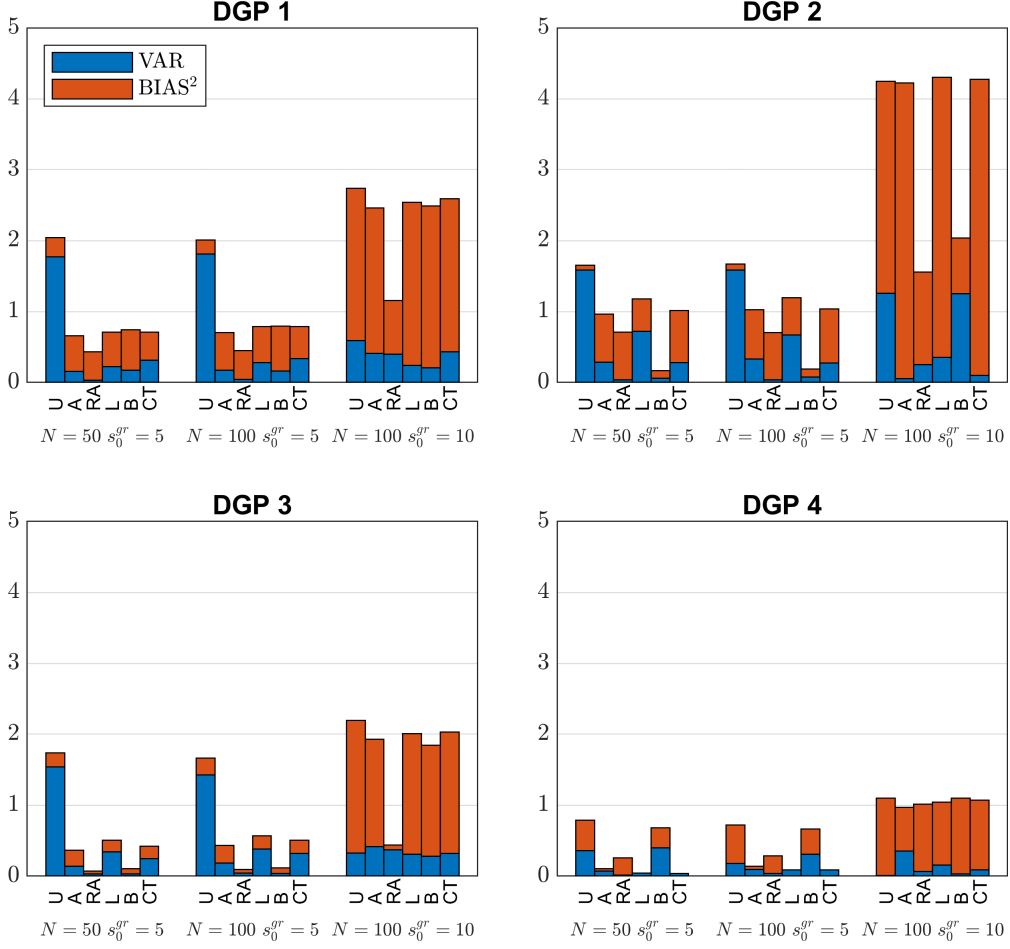 DGP 1
5
4
3
2
1
0
VAR
BIAS²
U A RA L B CT U A RA L B CT U A RA L B CT
N = 50 s₀^gr = 5 N = 100 s₀^gr = 5 N = 100 s₀^gr = 10
DGP 2
5
4
3
2
1
0
U A RA L B CT U A RA L B CT U A RA L B CT
N = 50 s₀^gr = 5 N = 100 s₀^gr = 5 N = 100 s₀^gr = 10
DGP 3
5
4
3
2
1
0
U A RA L B CT U A RA L B CT U A RA L B CT
N = 50 s₀^gr = 5 N = 100 s₀^gr = 5 N = 100 s₀^gr = 10
DGP 4
5
4
3
2
1
0
U A RA L B CT U A RA L B CT U A RA L B CT
N = 50 s₀^gr = 5 N = 100 s₀^gr = 5 N = 100 s₀^gr = 10